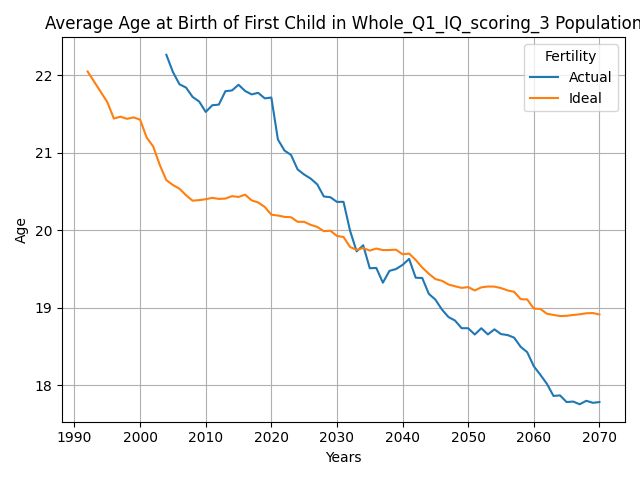 Average Age at Birth of First Child in Whole_Q1_IQ_scoring_3 Population
Fertility
Actual
Ideal
22
21
20
19
18
Age
1990
2000
2010
2020
2030
2040
2050
2060
2070
Years